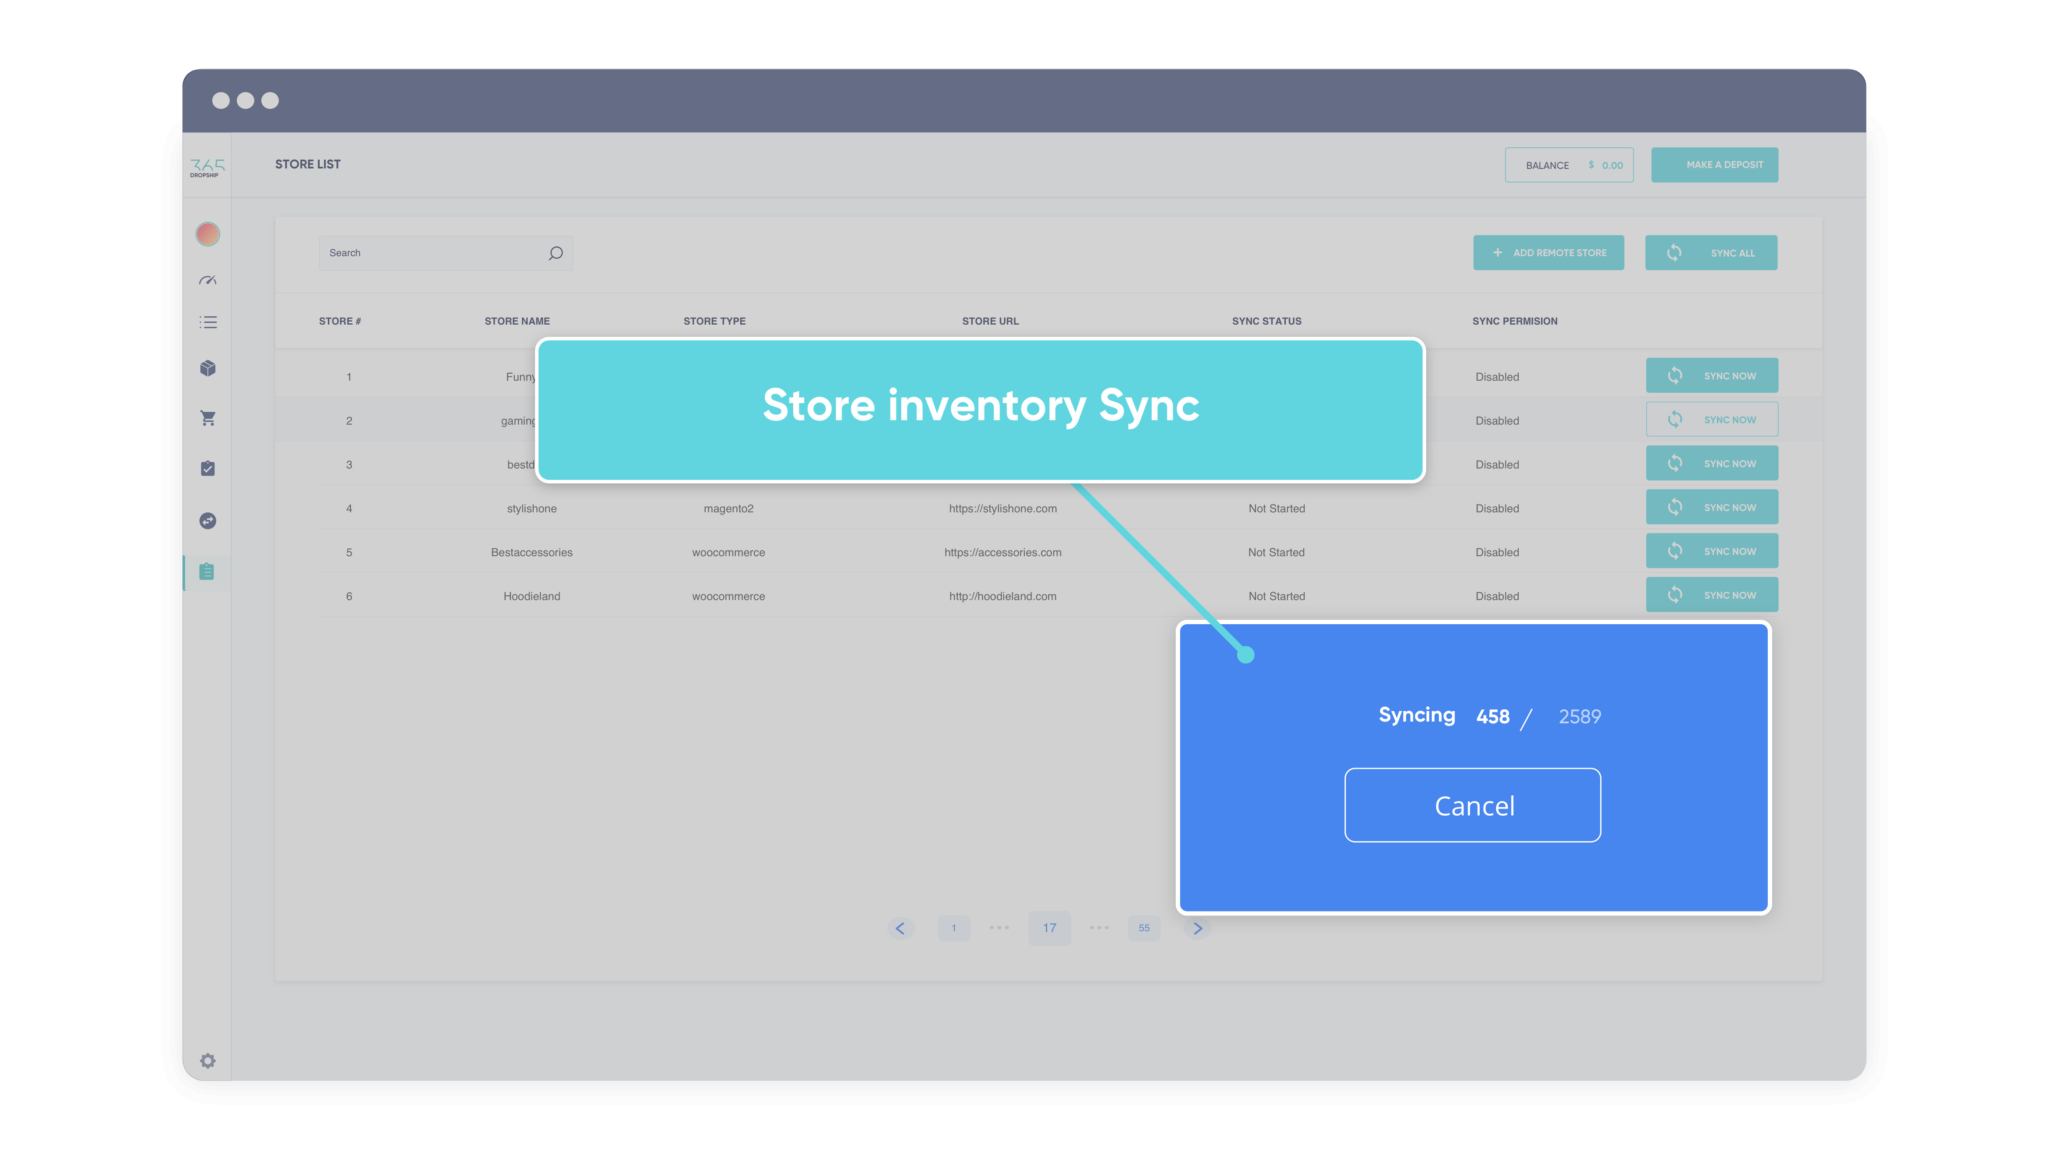 365
DROPSHIP
STORE LIST
BALANCE $ 0.00
MAKE A DEPOSIT
Search
+ ADD REMOTE STORE
SYNC ALL
STORE # STORE NAME STORE TYPE STORE URL SYNC STATUS SYNC PERMISION
1 Funny Disabled SYNC NOW
Store inventory Sync
2 gaming Disabled SYNC NOW
3 bestd Disabled SYNC NOW
4 stylishone magento2 https://stylishone.com Not Started Disabled SYNC NOW
5 Bestaccessories woocommerce https://accessories.com Not Started Disabled SYNC NOW
6 Hoodieland woocommerce http://hoodieland.com Not Started Disabled SYNC NOW
Syncing 458 / 2589
Cancel
< 1 ... 17 ... 55 >